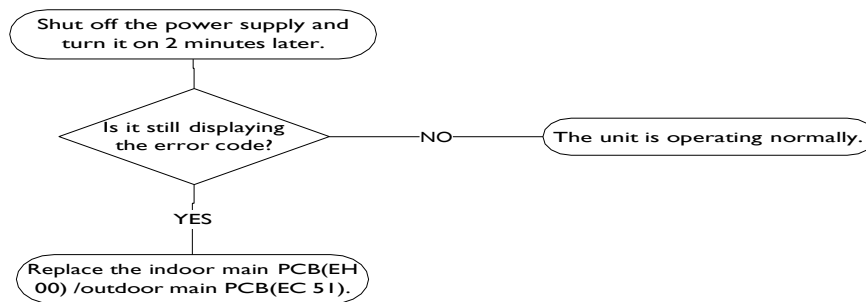 Shut off the power supply and
turn it on 2 minutes later.
Is it still displaying
the error code?
NO
The unit is operating normally.
YES
Replace the indoor main PCB(EH
00) /outdoor main PCB(EC 51).